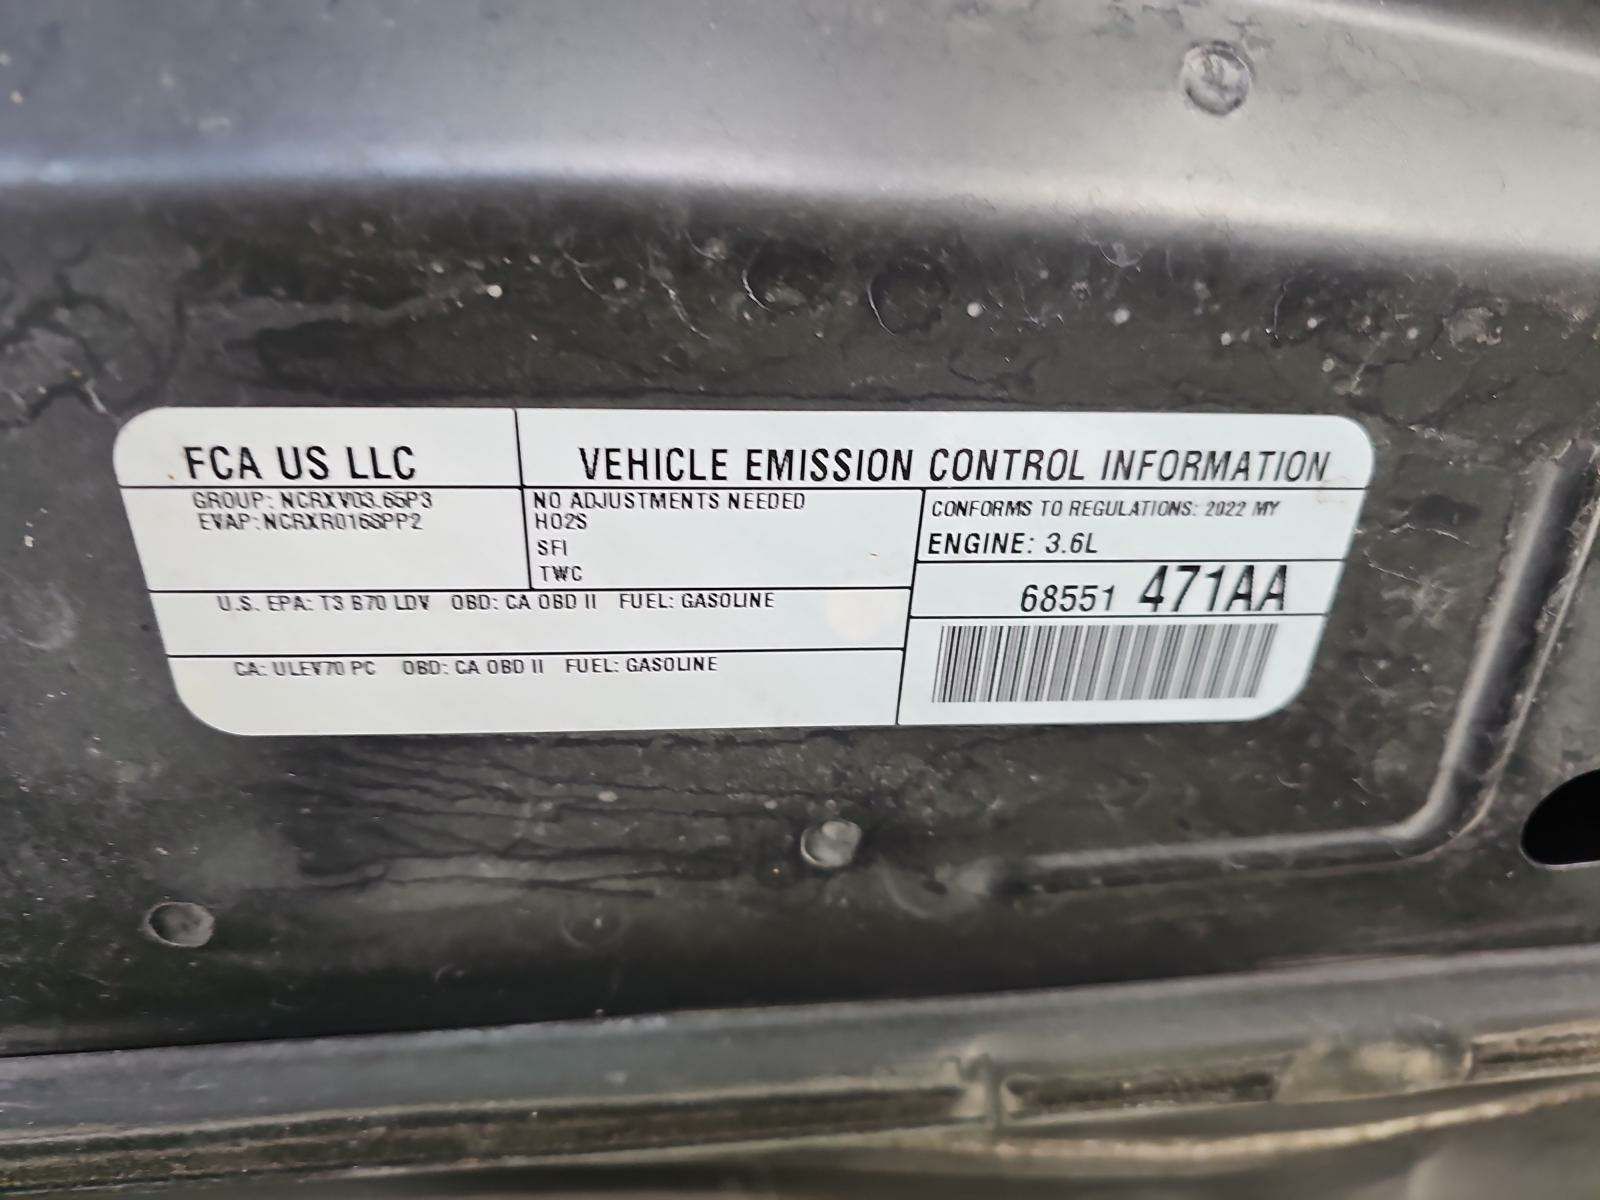 FCA US LLC
VEHICLE EMISSION CONTROL INFORMATION
GROUP: NCRXV03.65P3
EVAP: NCRXR0168PP2
NO ADJUSTMENTS NEEDED
HO2S
SFI
TWC
CONFORMS TO REGULATIONS: 2022 MY
ENGINE: 3.6L
68551 471AA
U.S. EPA: T3 B70 LDV OBD: CA OBD II FUEL: GASOLINE
CA: ULEV70 PC OBD: CA OBD II FUEL: GASOLINE